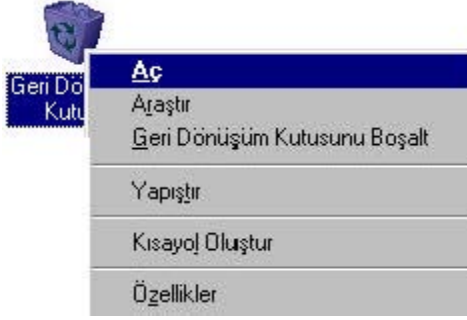 Geri Dö
Kutu
Aç
Araştır
Geri Dönüşüm Kutusunu Boşalt
Yapıştır
Kısayol Oluştur
Özellikler